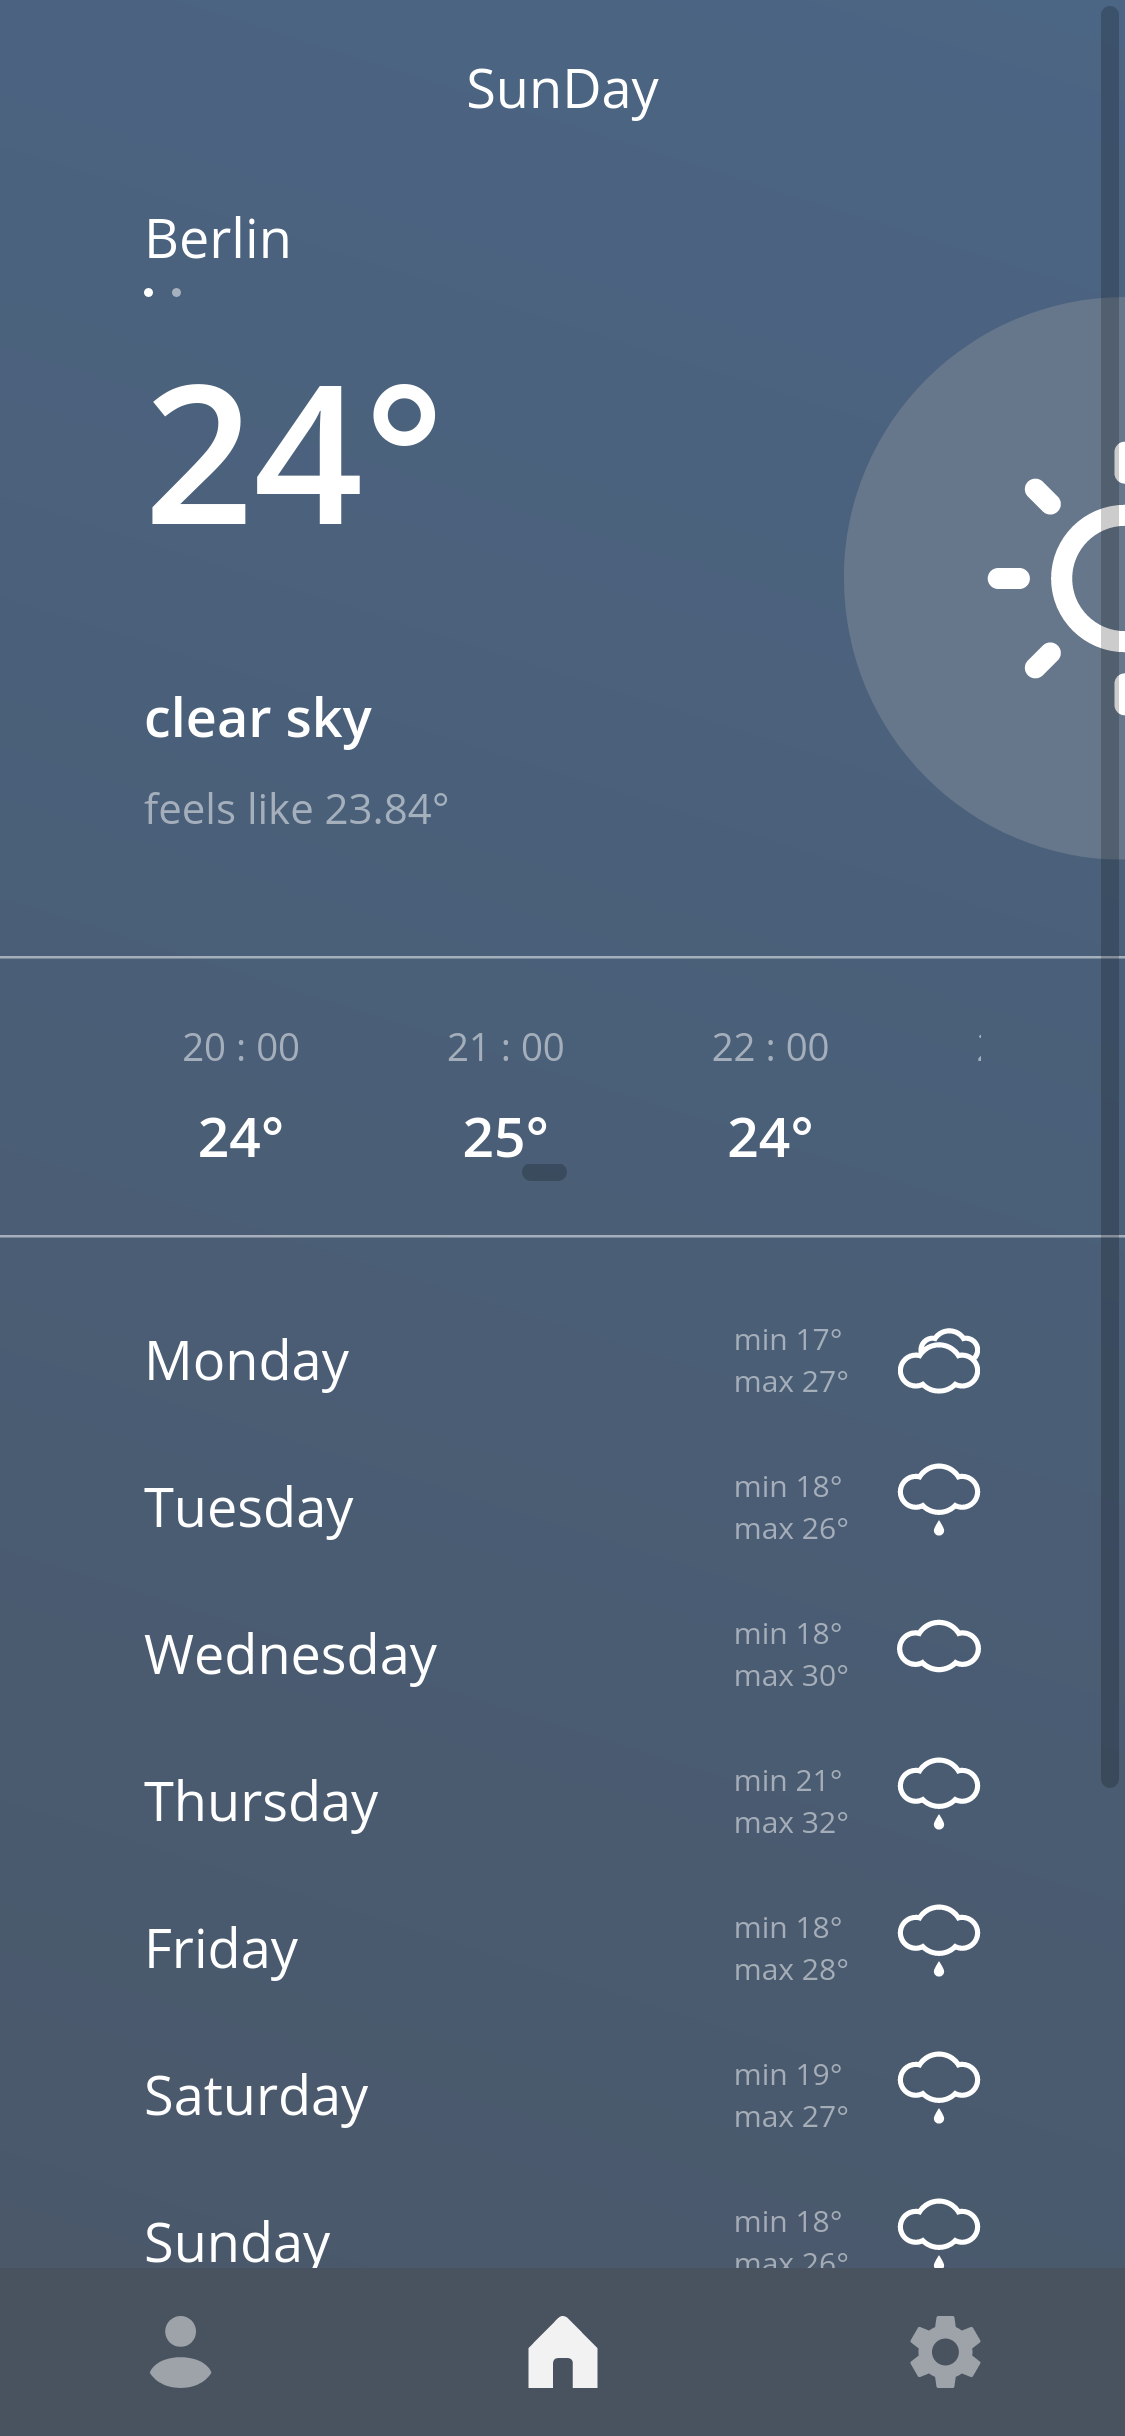 SunDay
Berlin
24°
clear sky
feels like 23.84°
20 : 00 21 : 00 22 : 00
24° 25° 24°
Monday
min 17°
max 27°
Tuesday
min 18°
max 26°
Wednesday
min 18°
max 30°
Thursday
min 21°
max 32°
Friday
min 18°
max 28°
Saturday
min 19°
max 27°
Sunday
min 18°
max 26°